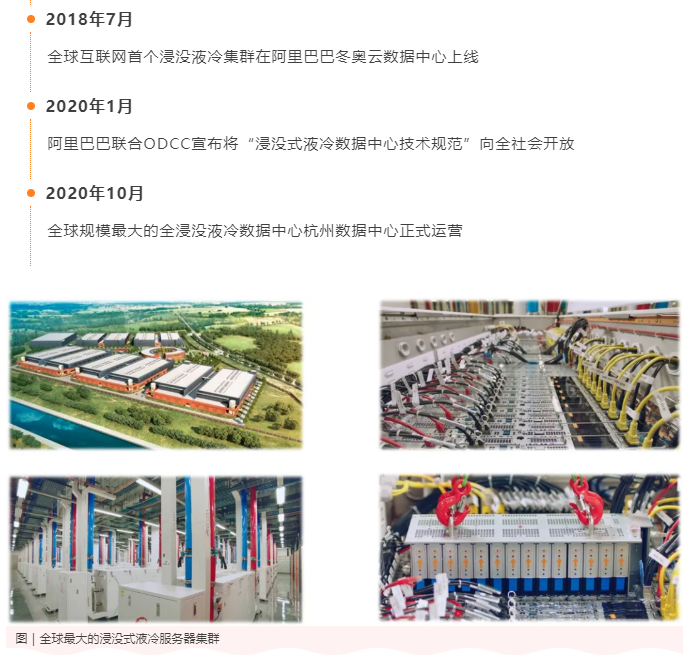 2018年7月
全球互联网首个浸没液冷集群在阿里巴巴冬奥云数据中心上线
2020年1月
阿里巴巴联合ODCC宣布将“浸没式液冷数据中心技术规范”向全社会开放
2020年10月
全球规模最大的全浸没液冷数据中心杭州数据中心正式运营
图 | 全球最大的浸没式液冷服务器集群